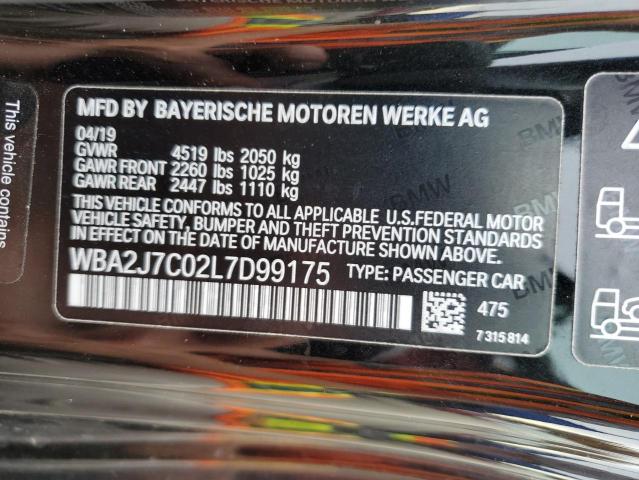 This vehicle contains
MFD BY BAYERISCHE MOTOREN WERKE AG
04/19
GVWR 4519 lbs 2050 kg
GAWR FRONT 2260 lbs 1025 kg
GAWR REAR 2447 lbs 1110 kg
THIS VEHICLE CONFORMS TO ALL APPLICABLE U.S.FEDERAL MOTOR
VEHICLE SAFETY, BUMPER AND THEFT PREVENTION STANDARDS
IN EFFECT ON THE DATE OF MANUFACTURE SHOWN ABOVE.
WBA2J7C02L7D99175 TYPE: PASSENGER CAR
475
7 315 814
BMW
BMW
BMW